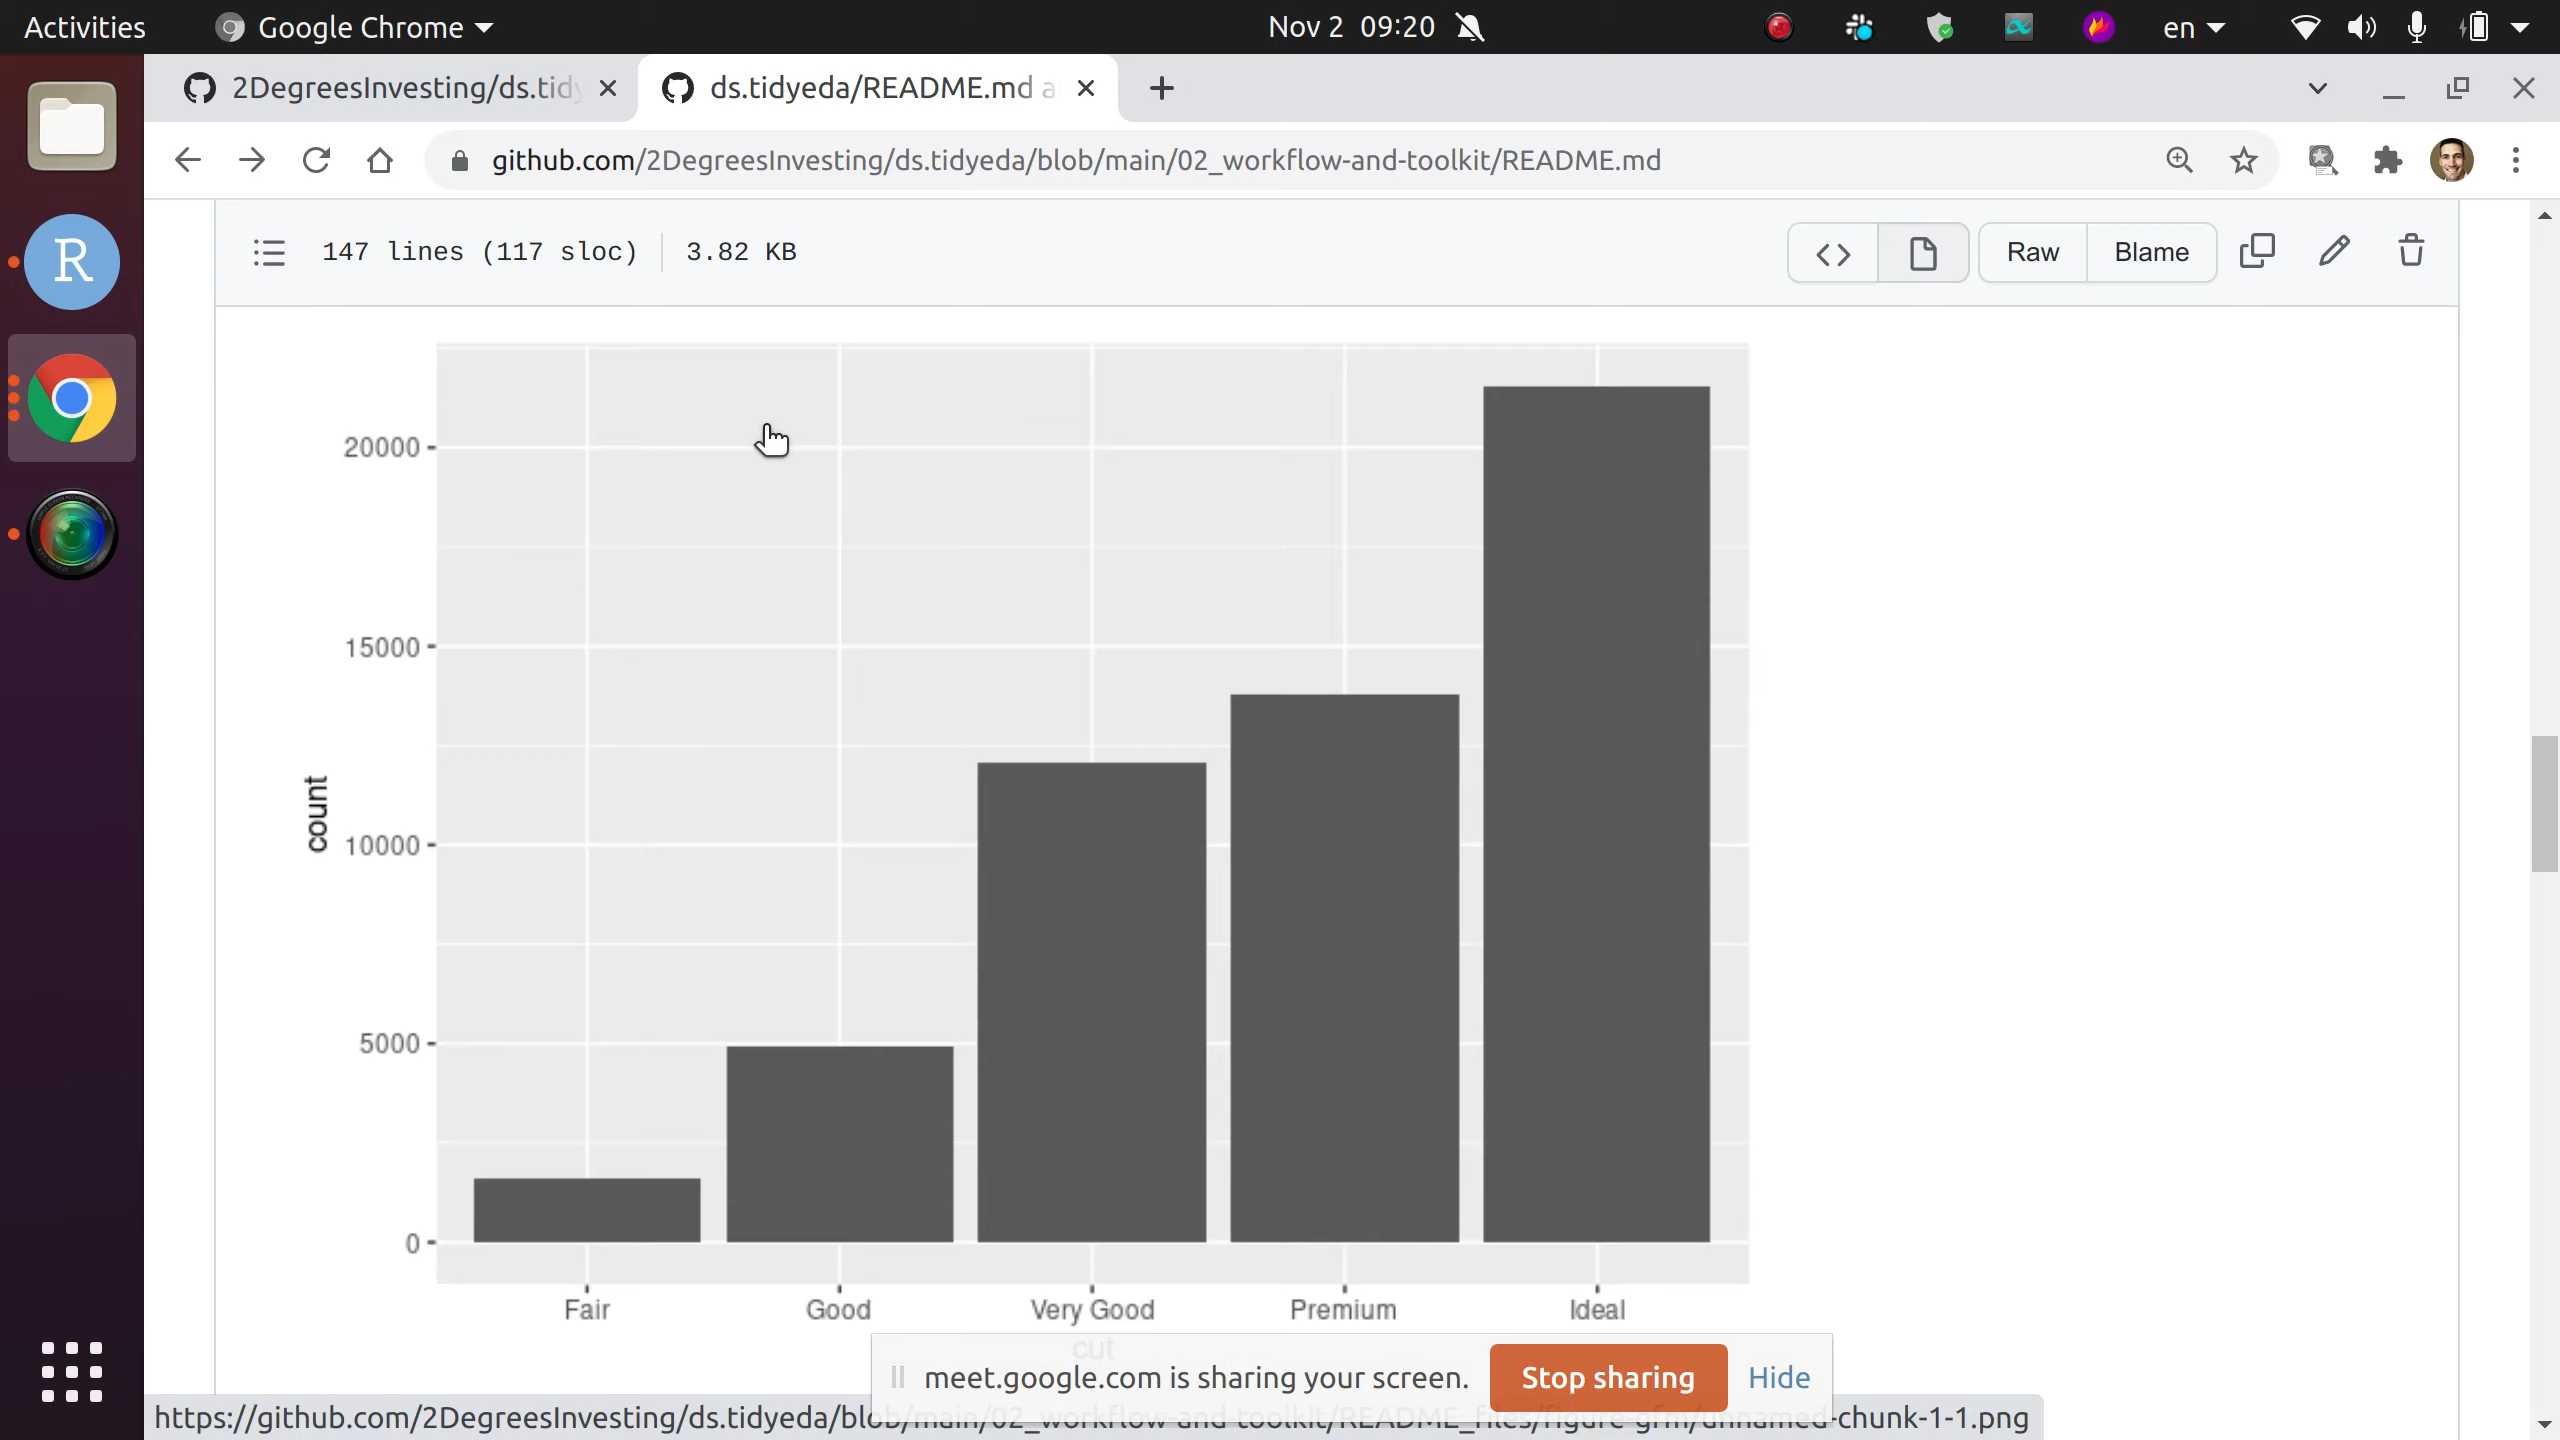 Activities
Google Chrome
Nov 2 09:20
en
2DegreesInvesting/ds.tidy
ds.tidyeda/README.md a
github.com/2DegreesInvesting/ds.tidyeda/blob/main/02_workflow-and-toolkit/README.md
R
147 lines (117 sloc)
3.82 KB
Raw
Blame
20000
15000
count
10000
5000
0
Fair
Good
Very Good
Premium
Ideal
cut
meet.google.com is sharing your screen.
Stop sharing
Hide
https://github.com/2DegreesInvesting/ds.tidyeda/blob/main/02_workflow-and-toolkit/README_files/figure-gfm/unnamed-chunk-1-1.png